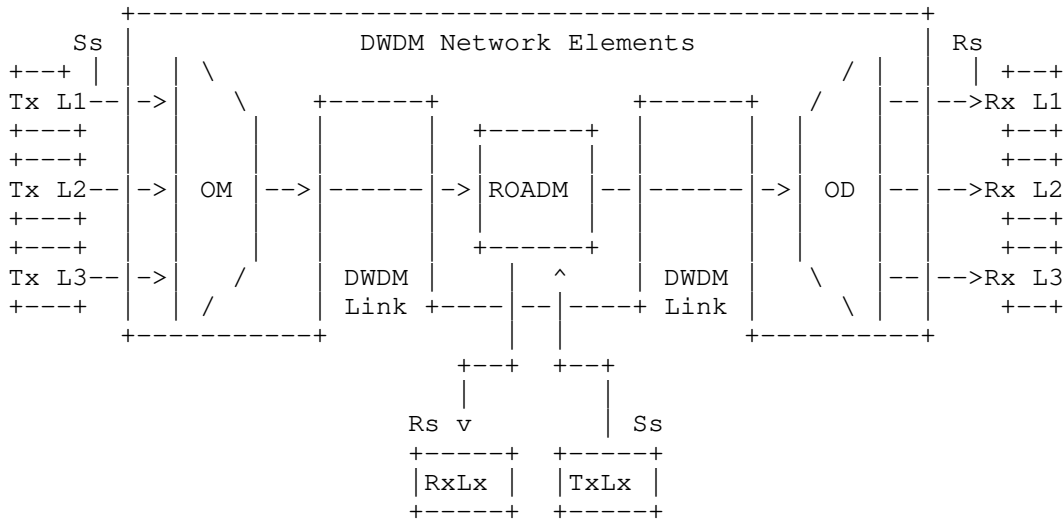 DWDM Network Elements
Ss Rs
Tx L1 Rx L1
Tx L2 OM ROADM OD Rx L2
Tx L3 DWDM DWDM Rx L3
Link Link
Rs Ss
RxLx TxLx